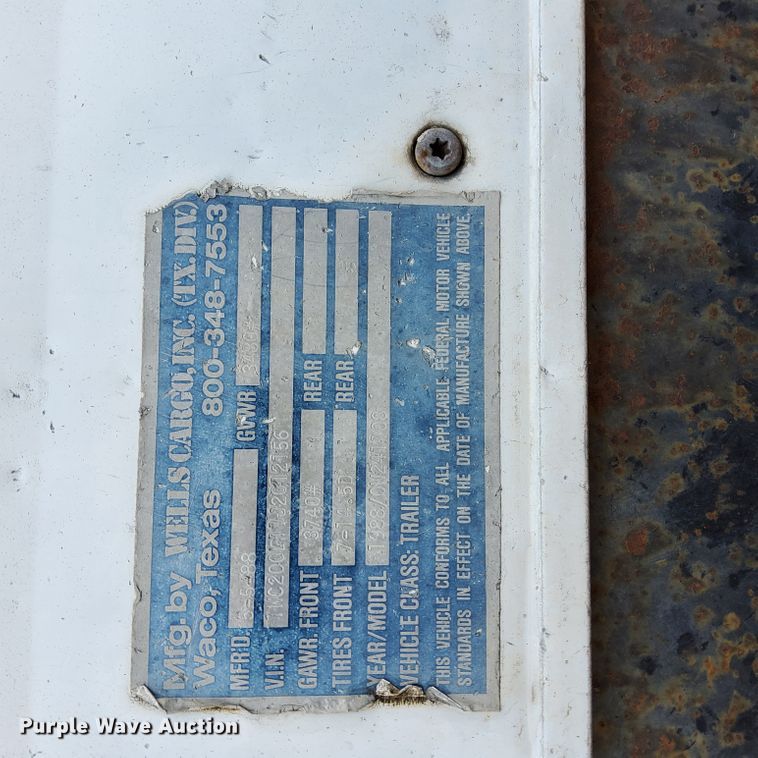 Mfg. by WELLS CARGO, INC. (TX. DIV.)
Waco, Texas 800-348-7553
MFR'D. GVWR
V.I.N.
GAWR. FRONT 3740# REAR
TIRES FRONT REAR
YEAR/MODEL
VEHICLE CLASS: TRAILER
THIS VEHICLE CONFORMS TO ALL APPLICABLE FEDERAL MOTOR VEHICLE
STANDARDS IN EFFECT ON THE DATE OF MANUFACTURE SHOWN ABOVE.
Purple Wave Auction